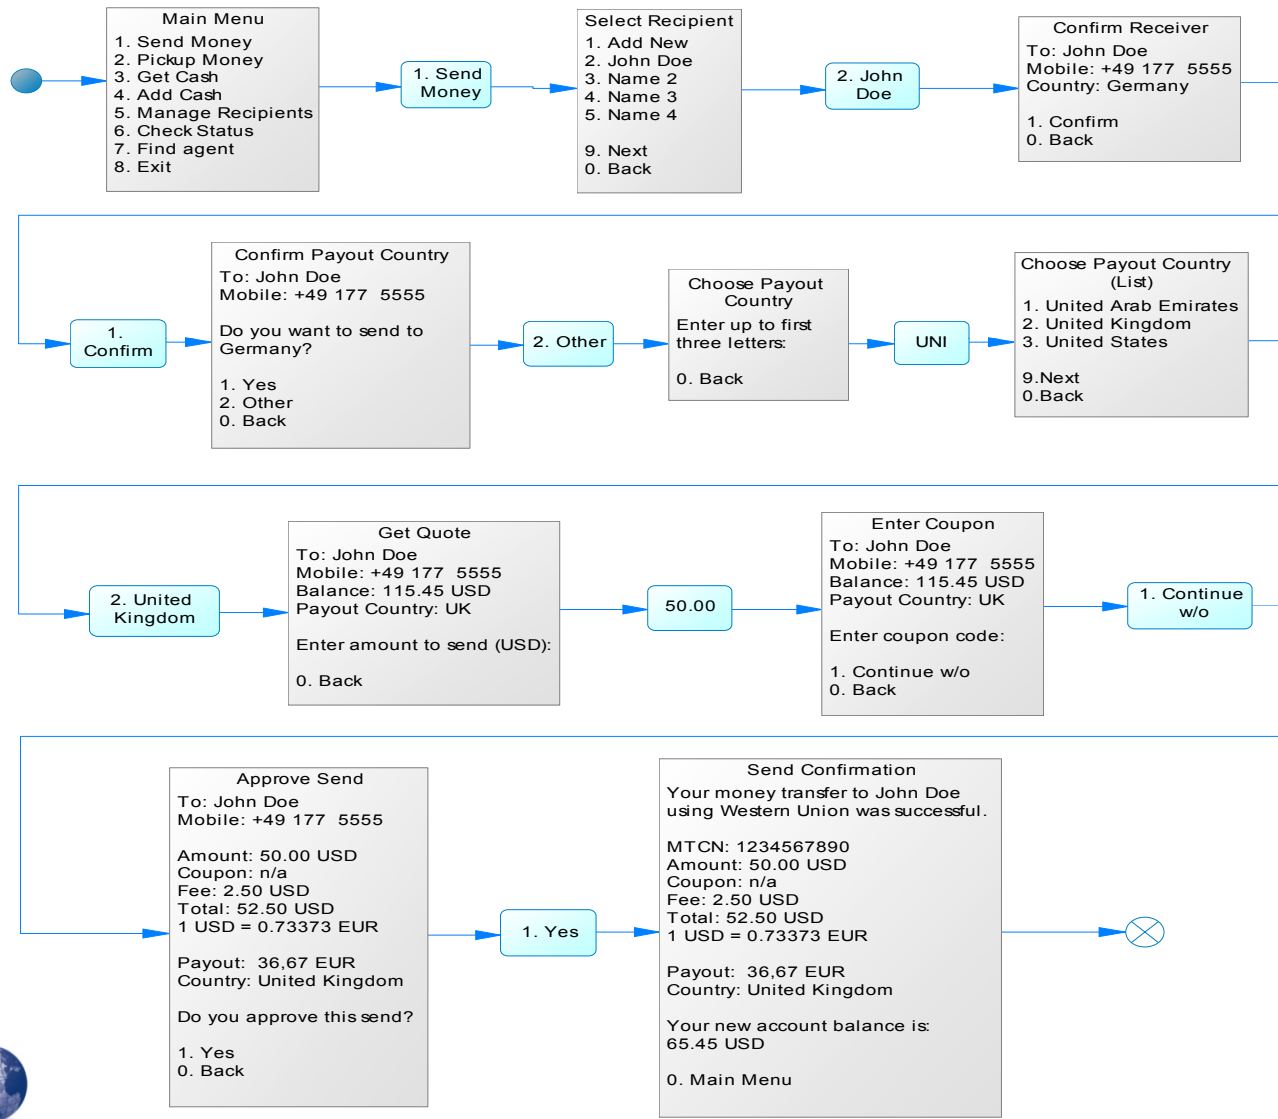 Main Menu
1. Send Money
2. Pickup Money
3. Get Cash
4. Add Cash
5. Manage Recipients
6. Check Status
7. Find agent
8. Exit
1. Send
Money
Select Recipient
1. Add New
2. John Doe
3. Name 2
4. Name 3
5. Name 4
9. Next
0. Back
2. John
Doe
Confirm Receiver
To: John Doe
Mobile: +49 177  5555
Country: Germany
1. Confirm
0. Back
1.
Confirm
Confirm Payout Country
To: John Doe
Mobile: +49 177  5555
Do you want to send to
Germany?
1. Yes
2. Other
0. Back
2. Other
Choose Payout
Country
Enter up to first
three letters:
0. Back
UNI
Choose Payout Country
(List)
1. United Arab Emirates
2. United Kingdom
3. United States
9.Next
0.Back
2. United
Kingdom
Get Quote
To: John Doe
Mobile: +49 177  5555
Balance: 115.45 USD
Payout Country: UK
Enter amount to send (USD):
0. Back
50.00
Enter Coupon
To: John Doe
Mobile: +49 177  5555
Balance: 115.45 USD
Payout Country: UK
Enter coupon code:
1. Continue w/o
0. Back
1. Continue
w/o
Approve Send
To: John Doe
Mobile: +49 177  5555
Amount: 50.00 USD
Coupon: n/a
Fee: 2.50 USD
Total: 52.50 USD
1 USD = 0.73373 EUR
Payout:  36,67 EUR
Country: United Kingdom
Do you approve this send?
1. Yes
0. Back
1. Yes
Send Confirmation
Your money transfer to John Doe
using Western Union was successful.
MTCN: 1234567890
Amount: 50.00 USD
Coupon: n/a
Fee: 2.50 USD
Total: 52.50 USD
1 USD = 0.73373 EUR
Payout:  36,67 EUR
Country: United Kingdom
Your new account balance is:
65.45 USD
0. Main Menu